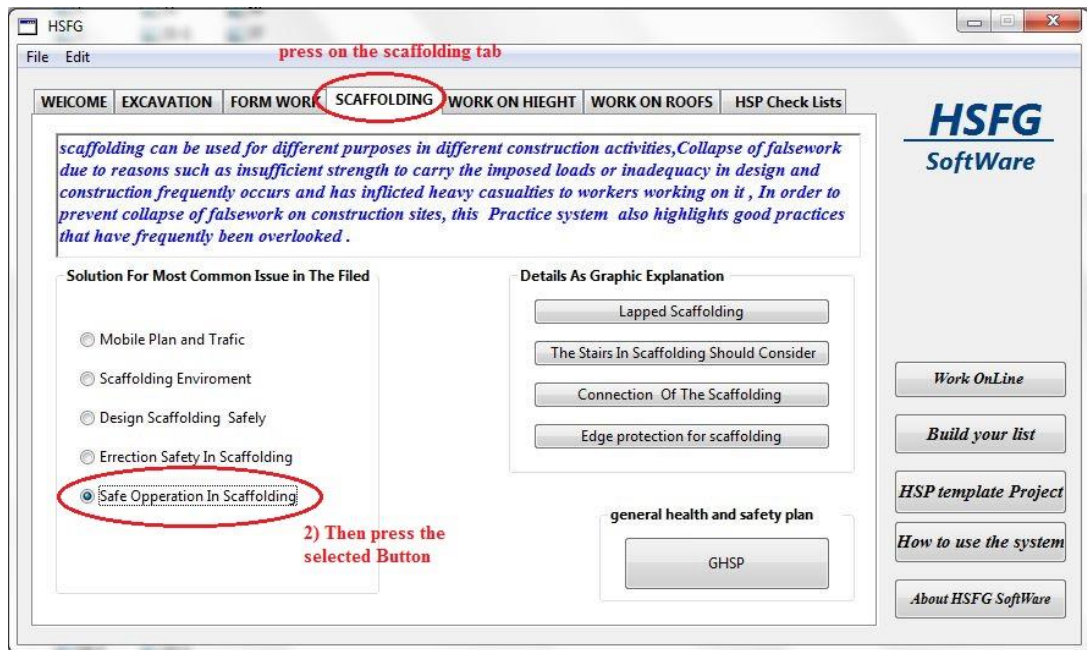 HSFG
File Edit
press on the scaffolding tab
WElCOME EXCAVATION FORM WORK SCAFFOLDING WORK ON HIEGHT WORK ON ROOFS HSP Check Lists
scaffolding can be used for different purposes in different construction activities,Collapse of falsework
due to reasons such as insufficient strength to carry the imposed loads or inadequacy in design and
construction frequently occurs and has inflicted heavy casualties to workers working on it , In order to
prevent collapse of falsework on construction sites, this Practice system also highlights good practices
that have frequently been overlooked .
Solution For Most Common Issue in The Filed
Mobile Plan and Trafic
Scaffolding Enviroment
Design Scaffolding Safely
Errection Safety In Scaffolding
Safe Opperation In Scaffolding
2) Then press the
selected Button
Details As Graphic Explanation
Lapped Scaffolding
The Stairs In Scaffolding Should Consider
Connection Of The Scaffolding
Edge protection for scaffolding
general health and safety plan
GHSP
HSFG
SoftWare
Work OnLine
Build your list
HSP template Project
How to use the system
About HSFG SoftWare